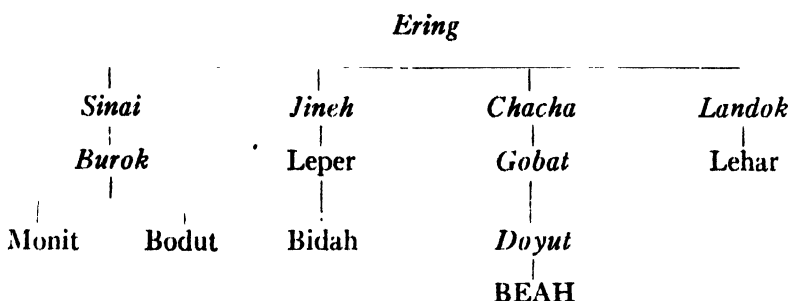 Ering
Sinai Jineh Chacha Landok
Burok Leper Gobat Lehar
Monit Bodut Bidah Doyut
BEAH